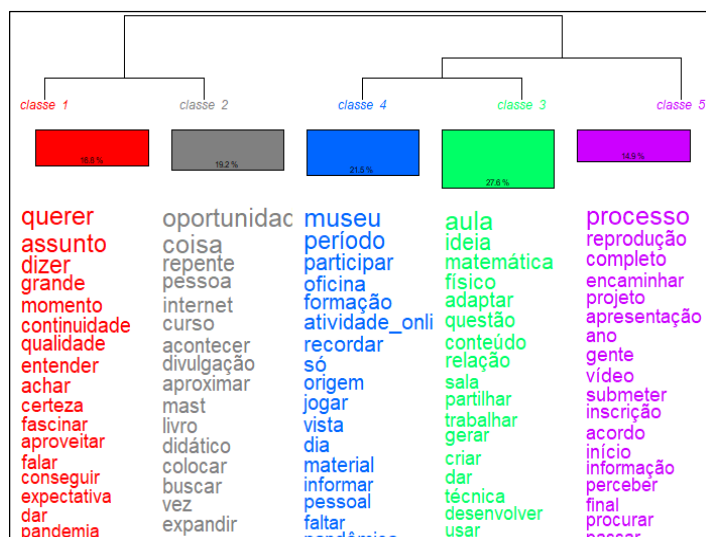 classe 1
classe 2
classe 4
classe 3
classe 5
16.8 %
19.2 %
21.5 %
27.6 %
14.9 %
querer
assunto
dizer
grande
momento
continuidade
qualidade
entender
achar
certeza
fascinar
aproveitar
falar
conseguir
expectativa
dar
pandemia
oportunidac
coisa
repente
pessoa
internet
curso
acontecer
divulgação
aproximar
mast
livro
didático
colocar
buscar
vez
expandir
museu
período
participar
oficina
formação
atividade_onli
recordar
só
origem
jogar
vista
dia
material
informar
pessoal
faltar
aula
ideia
matemática
físico
adaptar
questão
conteúdo
relação
sala
partilhar
trabalhar
gerar
criar
dar
técnica
desenvolver
usar
processo
reprodução
completo
encaminhar
projeto
apresentação
ano
gente
vídeo
submeter
inscrição
acordo
início
informação
perceber
final
procurar
passar